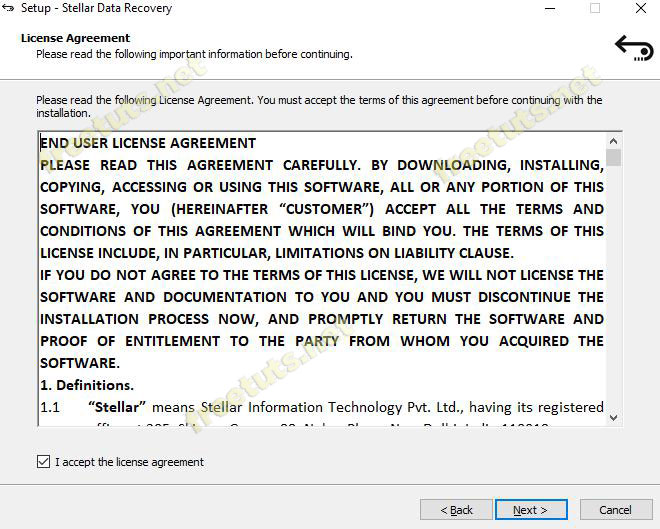 Setup - Stellar Data Recovery
License Agreement
Please read the following important information before continuing.
Please read the following License Agreement. You must accept the terms of this agreement before continuing with the
installation.
END USER LICENSE AGREEMENT
PLEASE READ THIS AGREEMENT CAREFULLY. BY DOWNLOADING, INSTALLING,
COPYING, ACCESSING OR USING THIS SOFTWARE, ALL OR ANY PORTION OF THIS
SOFTWARE, YOU (HEREINAFTER “CUSTOMER”) ACCEPT ALL THE TERMS AND
CONDITIONS OF THIS AGREEMENT WHICH WILL BIND YOU. THE TERMS OF THIS
LICENSE INCLUDE, IN PARTICULAR, LIMITATIONS ON LIABILITY CLAUSE.
IF YOU DO NOT AGREE TO THE TERMS OF THIS LICENSE, WE WILL NOT LICENSE THE
SOFTWARE AND DOCUMENTATION TO YOU AND YOU MUST DISCONTINUE THE
INSTALLATION PROCESS NOW, AND PROMPTLY RETURN THE SOFTWARE AND
PROOF OF ENTITLEMENT TO THE PARTY FROM WHOM YOU ACQUIRED THE
SOFTWARE.
1. Definitions.
1.1 “Stellar” means Stellar Information Technology Pvt. Ltd., having its registered
I accept the license agreement
< Back
Next >
Cancel
freetuts.net
freetuts.net
freetuts.net